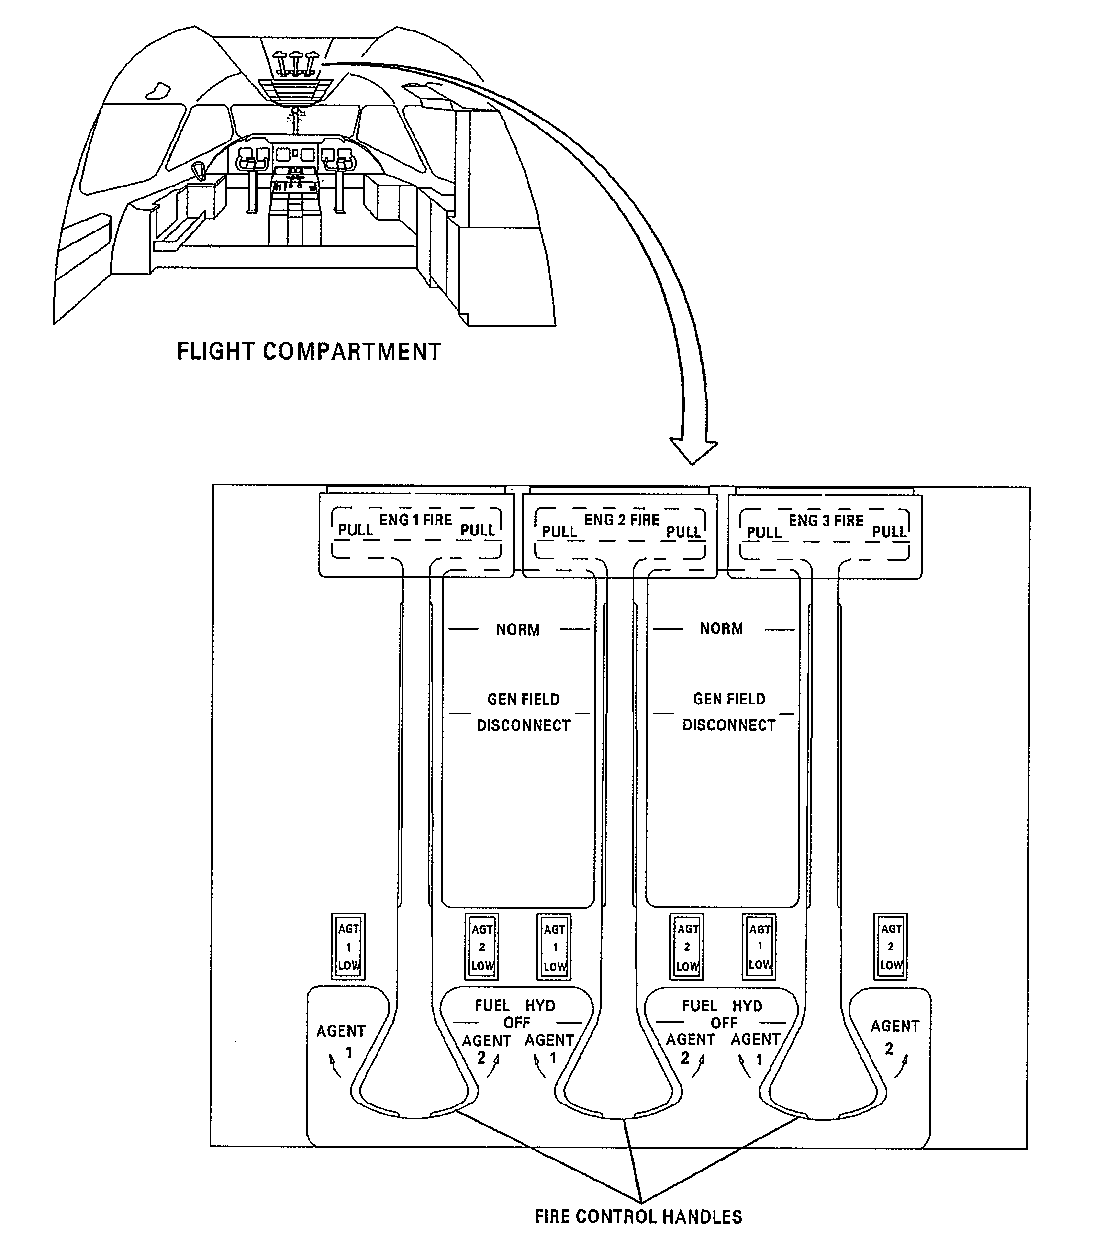 FLIGHT COMPARTMENT
ENG 1 FIRE
PULL PULL
ENG 2 FIRE
PULL PULL
ENG 3 FIRE
PULL PULL
NORM
NORM
GEN FIELD
DISCONNECT
GEN FIELD
DISCONNECT
AGT
1
LOW
AGT
2
LOW
AGT
1
LOW
AGT
2
LOW
AGT
1
LOW
AGT
2
LOW
AGENT
1
FUEL HYD
OFF
AGENT
2
AGENT
1
FUEL HYD
OFF
AGENT
2
AGENT
1
AGENT
2
FIRE CONTROL HANDLES